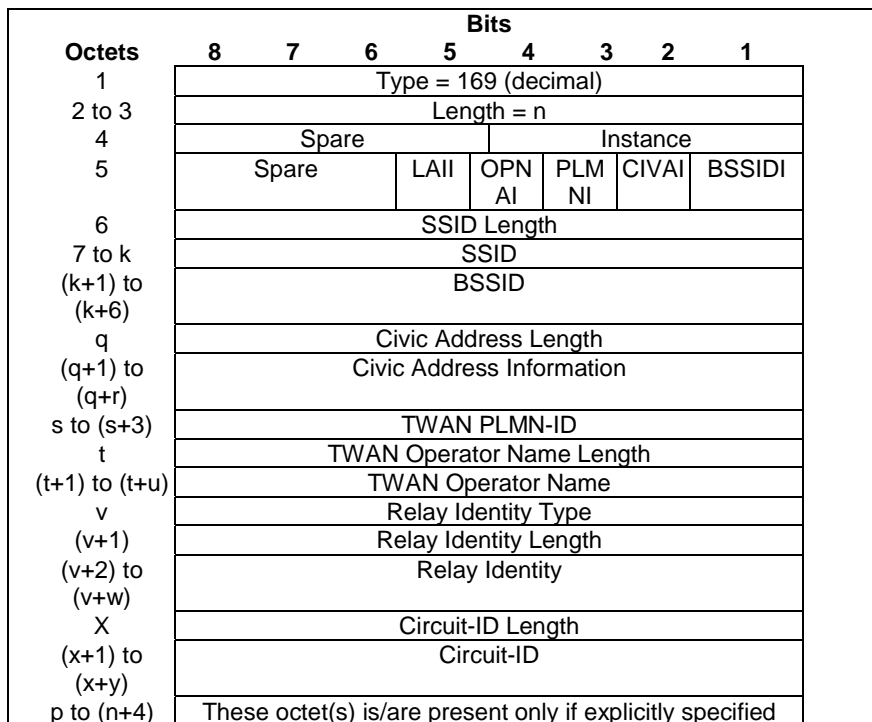 Bits
Octets 8 7 6 5 4 3 2 1
1 Type = 169 (decimal)
2 to 3 Length = n
4 Spare Instance
5 Spare LAII OPN PLM CIVAI BSSIDI
AI NI
6 SSID Length
7 to k SSID
(k+1) to BSSID
(k+6)
q Civic Address Length
(q+1) to Civic Address Information
(q+r)
s to (s+3) TWAN PLMN-ID
t TWAN Operator Name Length
(t+1) to (t+u) TWAN Operator Name
v Relay Identity Type
(v+1) Relay Identity Length
(v+2) to Relay Identity
(v+w)
X Circuit-ID Length
(x+1) to Circuit-ID
(x+y)
p to (n+4) These octet(s) is/are present only if explicitly specified